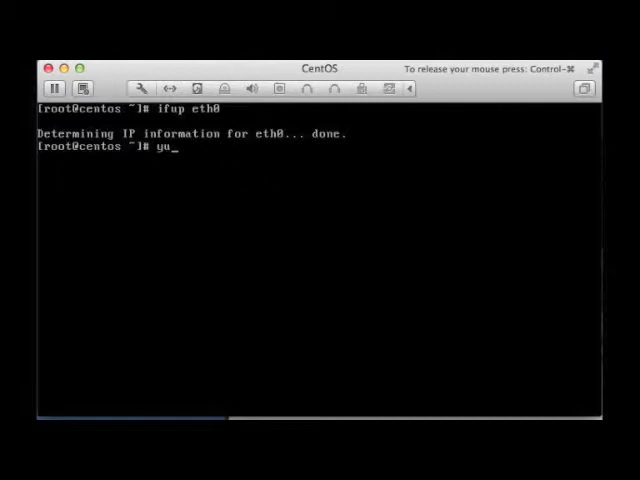 CentOS
To release your mouse press: Control-⌘
[root@centos ~]# ifup eth0
Determining IP information for eth0... done.
[root@centos ~]# yu_